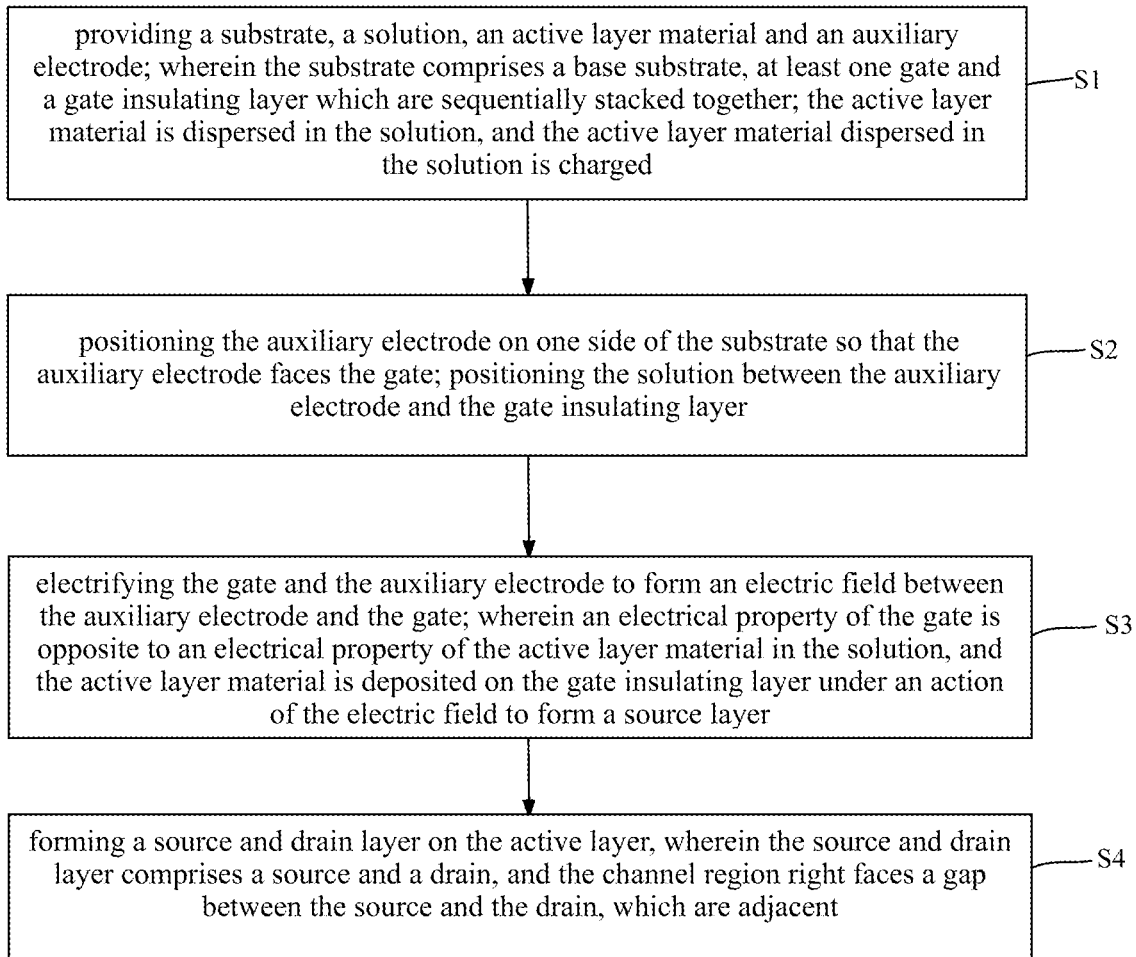 providing a substrate, a solution, an active layer material and an auxiliary
electrode; wherein the substrate comprises a base substrate, at least one gate and
a gate insulating layer which are sequentially stacked together; the active layer
material is dispersed in the solution, and the active layer material dispersed in
the solution is charged
S1
positioning the auxiliary electrode on one side of the substrate so that the
auxiliary electrode faces the gate; positioning the solution between the auxiliary
electrode and the gate insulating layer
S2
electrifying the gate and the auxiliary electrode to form an electric field between
the auxiliary electrode and the gate; wherein an electrical property of the gate is
opposite to an electrical property of the active layer material in the solution, and
the active layer material is deposited on the gate insulating layer under an action
of the electric field to form a source layer
S3
forming a source and drain layer on the active layer, wherein the source and drain
layer comprises a source and a drain, and the channel region right faces a gap
between the source and the drain, which are adjacent
S4